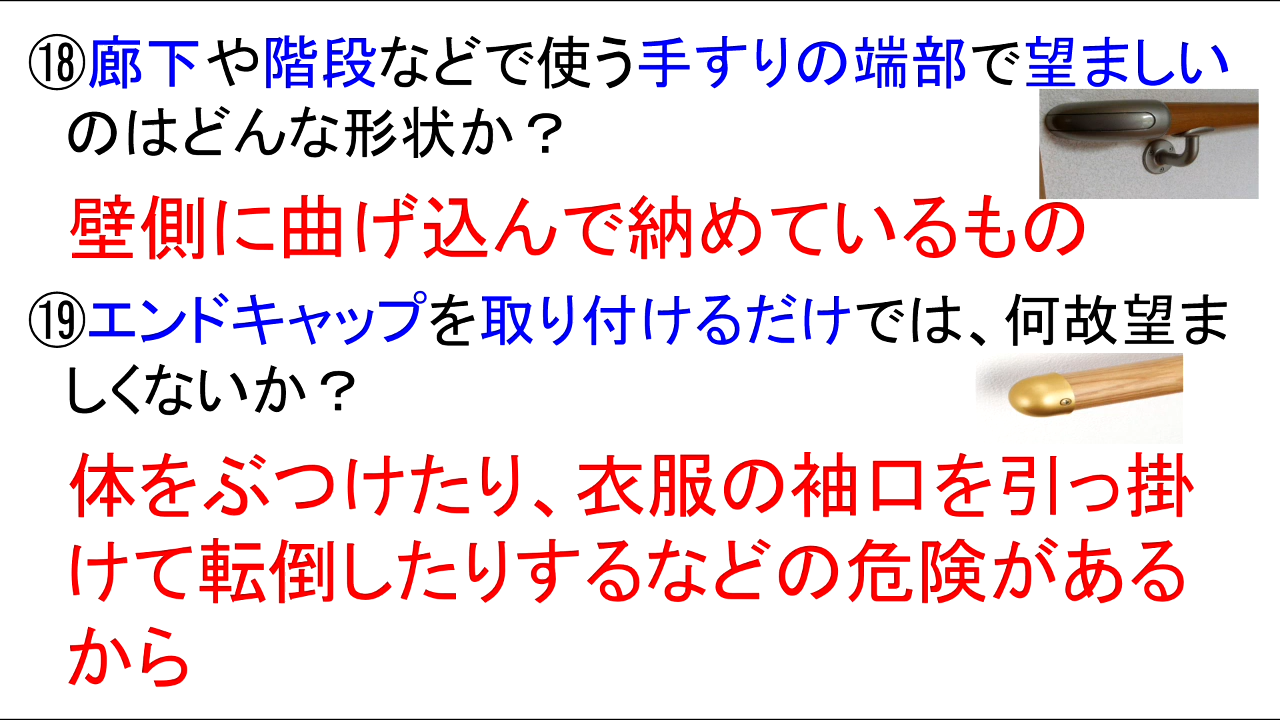 ⑱廊下や階段などで使う手すりの端部で望ましい
のはどんな形状か？
壁側に曲げ込んで納めているもの
⑲エンドキャップを取り付けるだけでは、何故望ま
しくないか？
体をぶつけたり、衣服の袖口を引っ掛
けて転倒したりするなどの危険がある
から